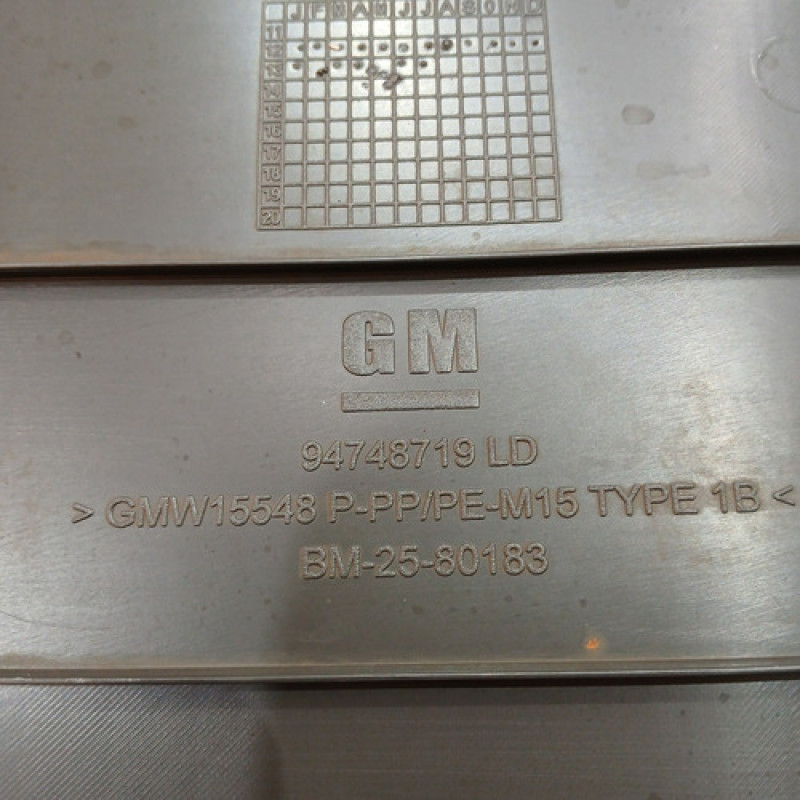 J F M A M J J A S O N D
11
12
13
14
15
16
17
18
19
20
GM
94748719 LD
> GMW15548 P-PP/PE-M15 TYPE 1B <
BM-25-80183